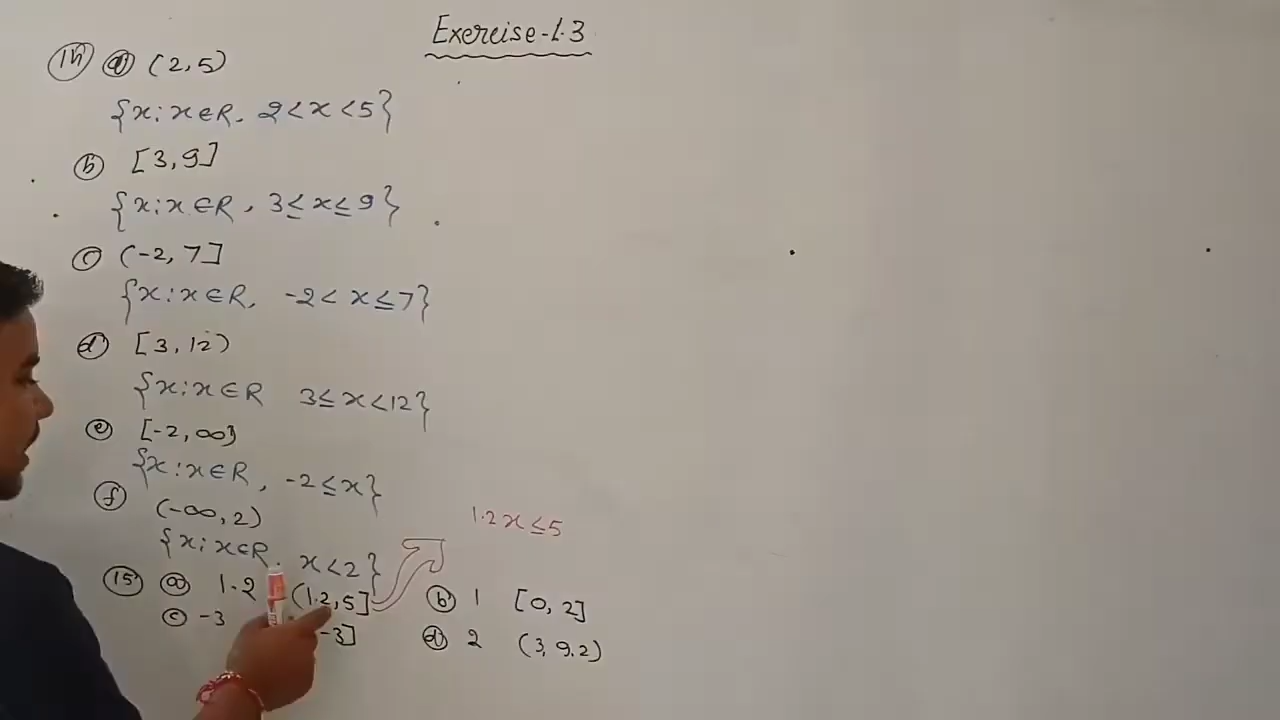 Exercise-1.3
14 a (2,5)
{x:x∈R, 2<x<5}
b [3,9]
{x:x∈R, 3≤x≤9}
c (-2,7]
{x:x∈R, -2<x≤7}
d [3,12)
{x:x∈R 3≤x<12}
e [-2,∞)
{x:x∈R, -2≤x}
f (-∞,2)
{x:x∈R, x<2}
1.2x≤5
15 a 1.2 (1.2,5] b 1 [0,2]
c -3 -3] d 2 (3,9.2)